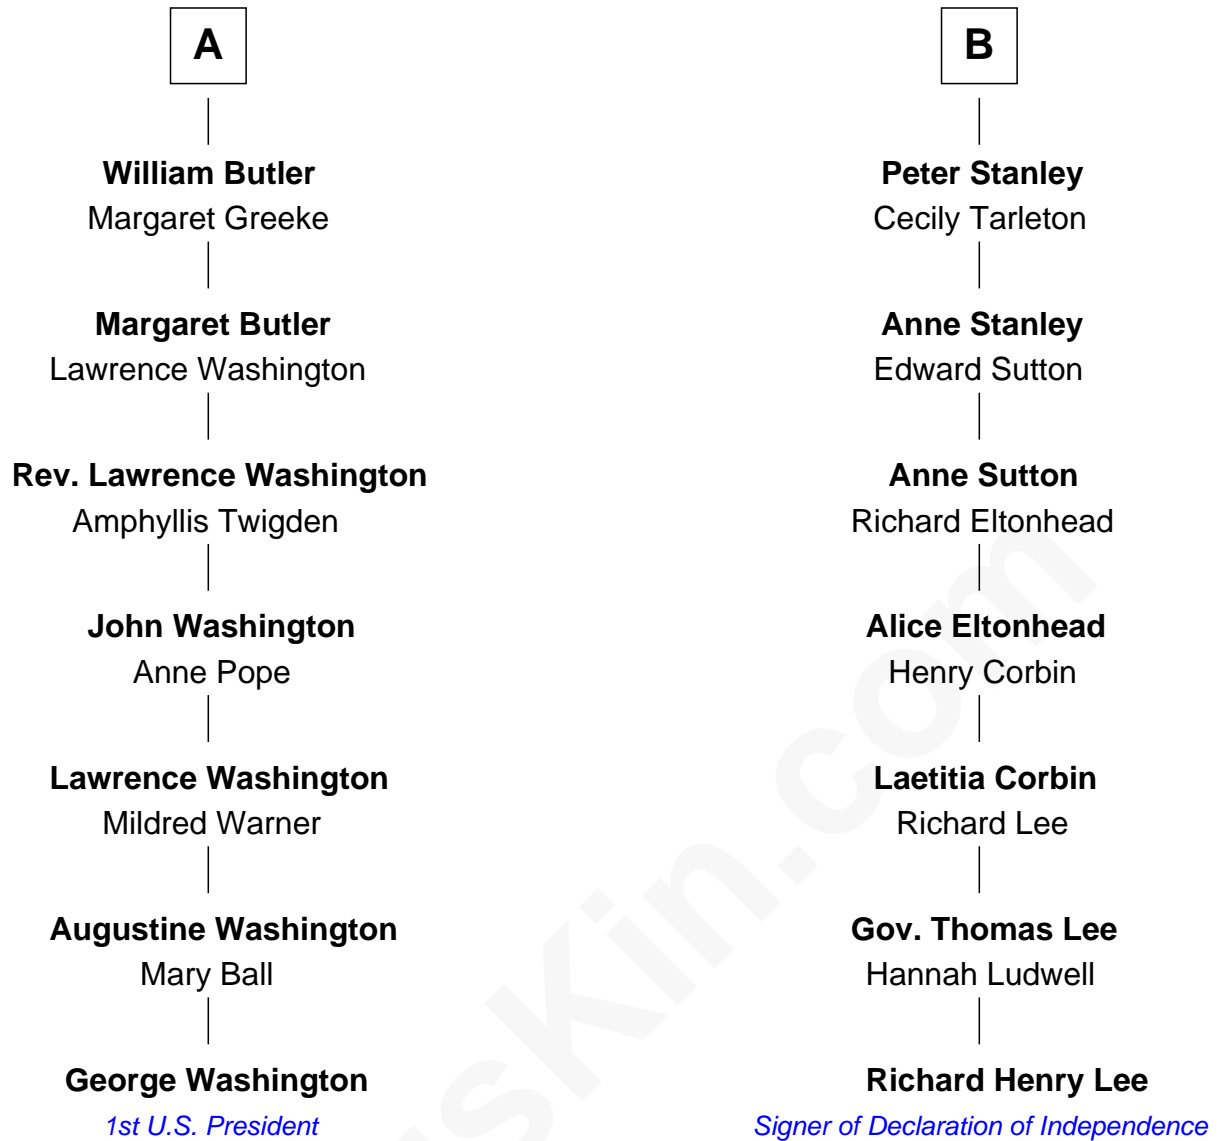 A
William Butler
Margaret Greeke
Margaret Butler
Lawrence Washington
Rev. Lawrence Washington
Amphyllis Twigden
John Washington
Anne Pope
Lawrence Washington
Mildred Warner
Augustine Washington
Mary Ball
George Washington
1st U.S. President
B
Peter Stanley
Cecily Tarleton
Anne Stanley
Edward Sutton
Anne Sutton
Richard Eltonhead
Alice Eltonhead
Henry Corbin
Laetitia Corbin
Richard Lee
Gov. Thomas Lee
Hannah Ludwell
Richard Henry Lee
Signer of Declaration of Independence